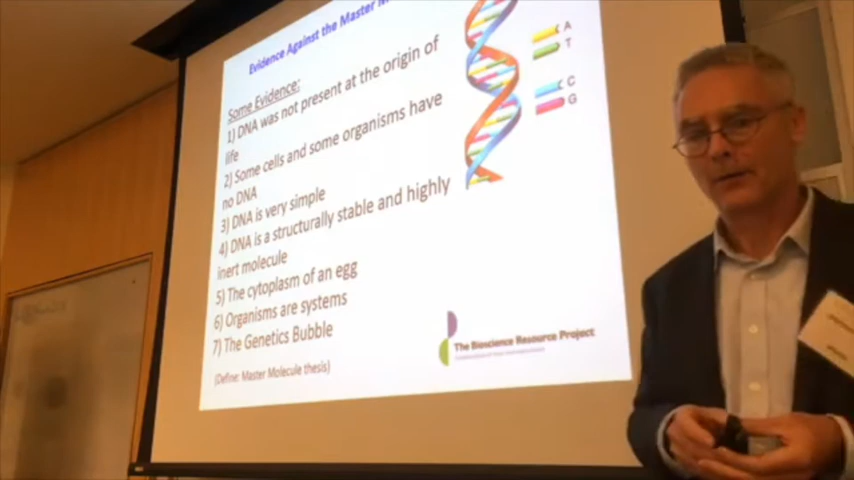 Evidence Against the Master
Some Evidence:
1) DNA was not present at the origin of
life
2) Some cells and some organisms have
no DNA
3) DNA is very simple
4) DNA is a structurally stable and highly
inert molecule
5) The cytoplasm of an egg
6) Organisms are systems
7) The Genetics Bubble
(Define: Master Molecule thesis)
A
T
C
G
The Bioscience Resource Project